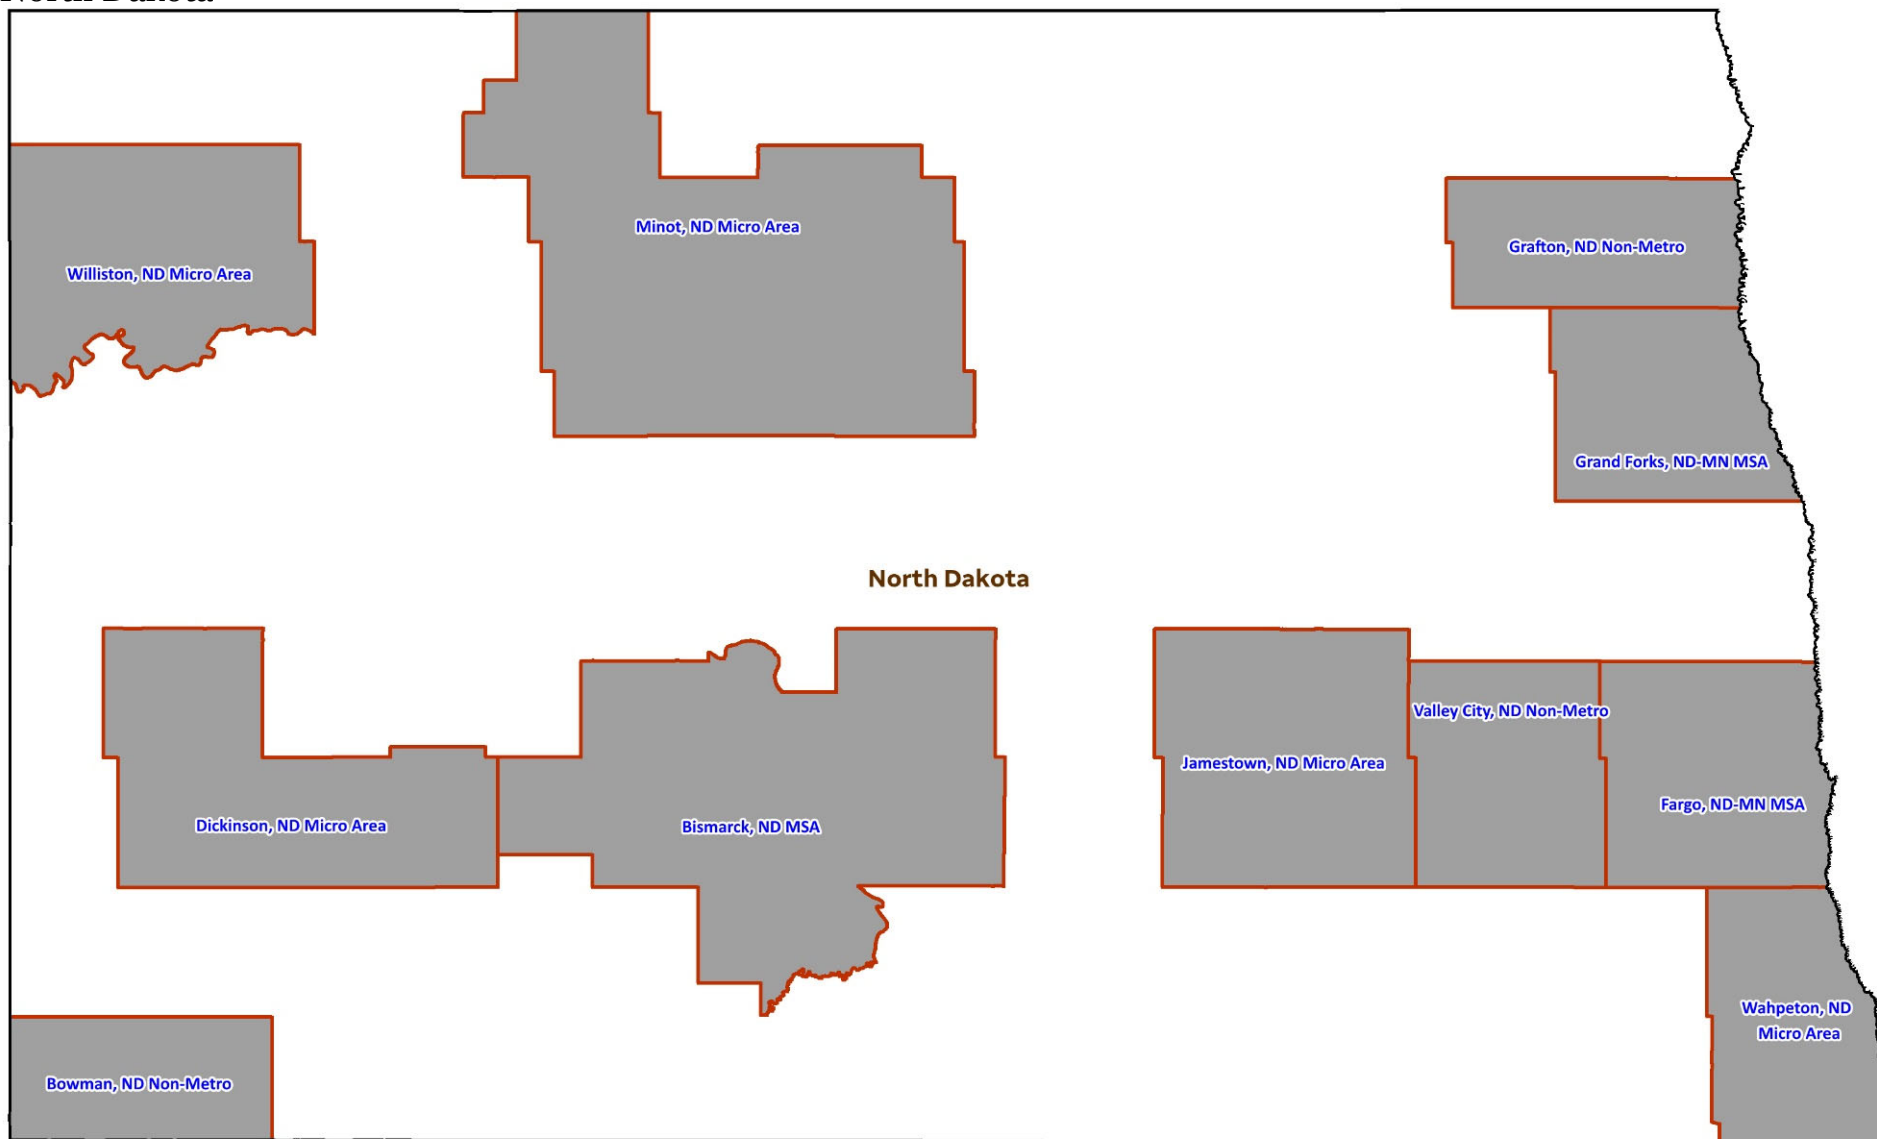 North Dakota
Minot, ND Micro Area
Grafton, ND Non-Metro
Williston, ND Micro Area
Grand Forks, ND-MN MSA
North Dakota
Valley City, ND Non-Metro
Jamestown, ND Micro Area
Fargo, ND-MN MSA
Dickinson, ND Micro Area
Bismarck, ND MSA
Wahpeton, ND
Micro Area
Bowman, ND Non-Metro